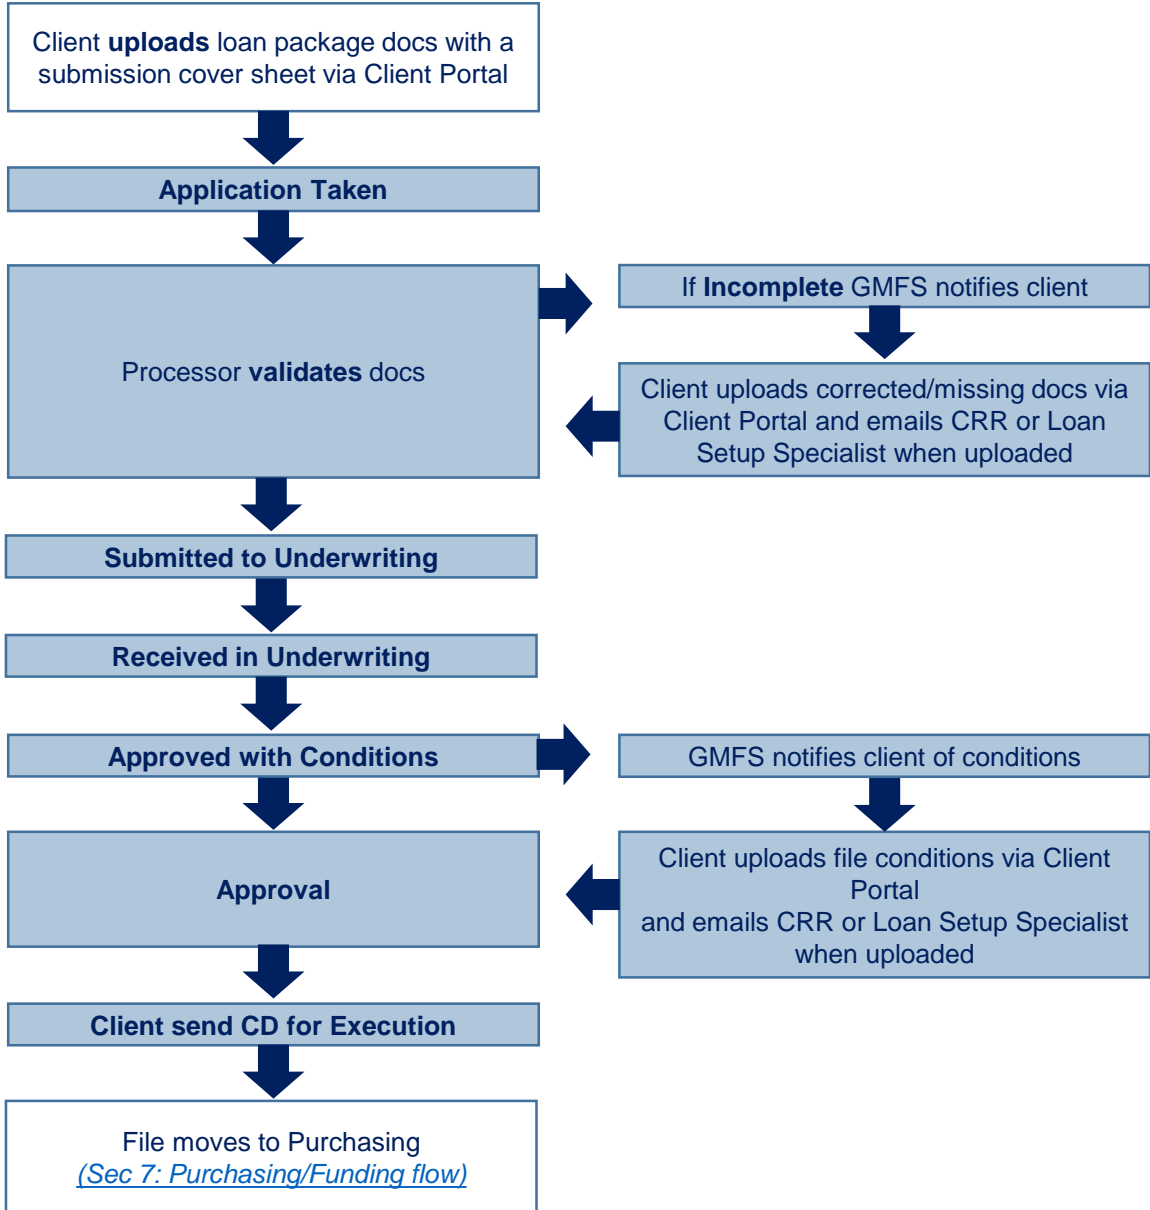 Client uploads loan package docs with a
submission cover sheet via Client Portal
Application Taken
Processor validates docs
If Incomplete GMFS notifies client
Client uploads corrected/missing docs via
Client Portal and emails CRR or Loan
Setup Specialist when uploaded
Submitted to Underwriting
Received in Underwriting
Approved with Conditions
GMFS notifies client of conditions
Approval
Client uploads file conditions via Client
Portal
and emails CRR or Loan Setup Specialist
when uploaded
Client send CD for Execution
File moves to Purchasing
(Sec 7: Purchasing/Funding flow)